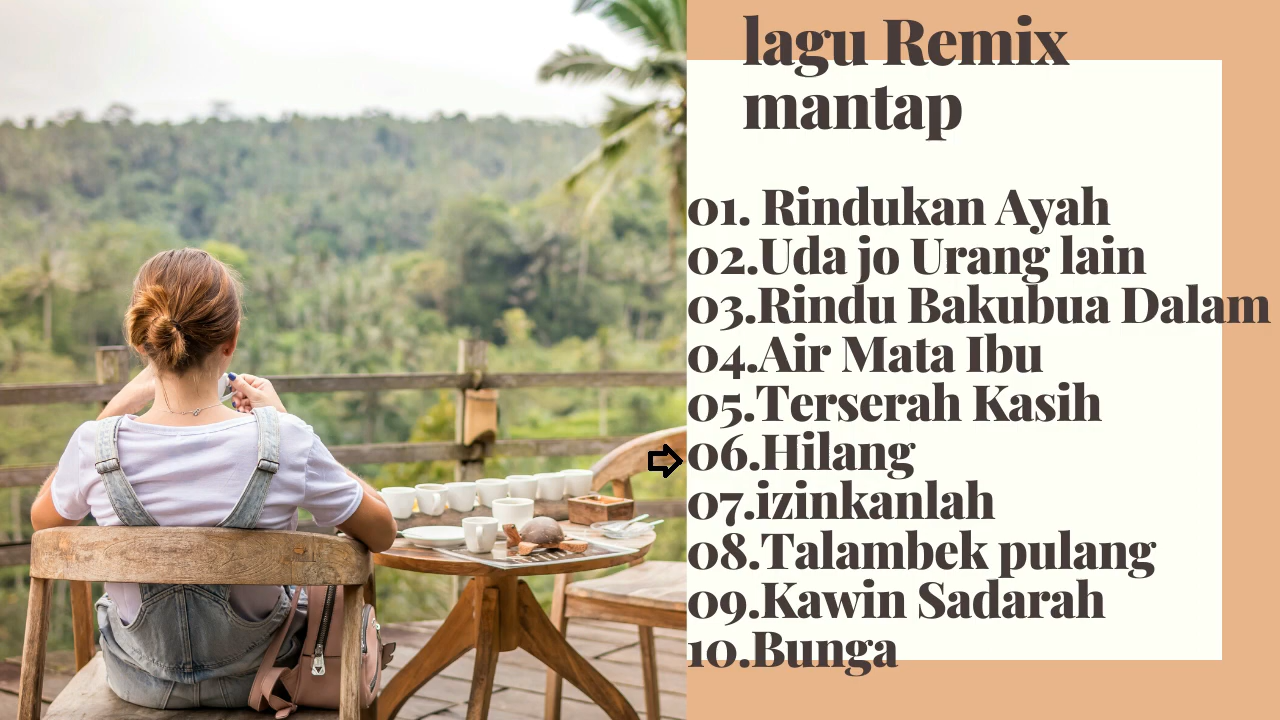 lagu Remix
mantap
01. Rindukan Ayah
02.Uda jo Urang lain
03.Rindu Bakubua Dalam
04.Air Mata Ibu
05.Terserah Kasih
06.Hilang
07.izinkanlah
08.Talambek pulang
09.Kawin Sadarah
10.Bunga